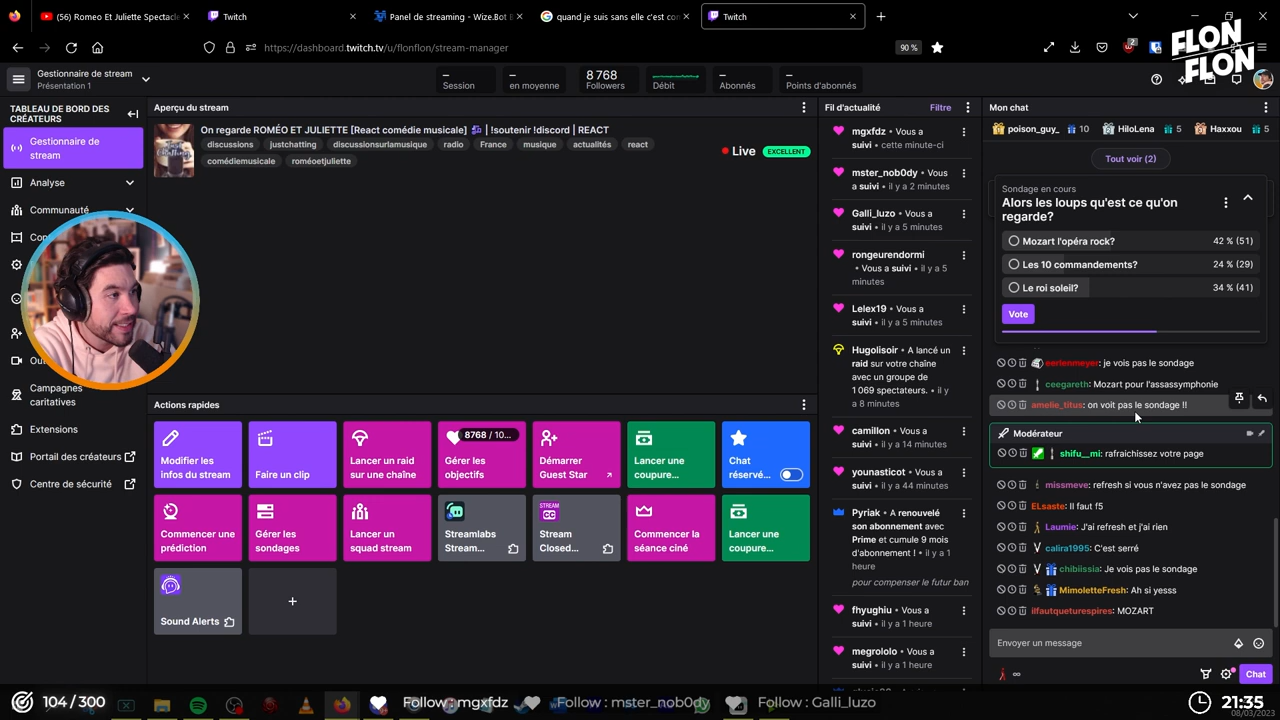 (56) Romeo Et Juliette Spectacle
Twitch
Panel de streaming - Wize.Bot
quand je suis sans elle c'est con
Twitch
https://dashboard.twitch.tv/u/flonflon/stream-manager
90 %
2
FLON
FLON
Gestionnaire de stream
Présentation 1
–
Session
–
en moyenne
8 768
Followers
Débit
–
Abonnés
–
Points d'abonnés
TABLEAU DE BORD DES
CRÉATEURS
Gestionnaire de
stream
Analyse
Communauté
Campagnes
caritatives
Extensions
Portail des créateurs
Centre de sécurité
Aperçu du stream
On regarde ROMÉO ET JULIETTE [React comédie musicale] | !soutenir !discord | REACT
discussions
justchatting
discussionsurlamusique
radio
France
musique
actualités
react
comédiemusicale
roméoetjuliette
Live
EXCELLENT
Actions rapides
Modifier les
infos du stream
Faire un clip
Lancer un raid
sur une chaîne
8768 / 10...
Gérer les
objectifs
Démarrer
Guest Star
Lancer une
coupure...
Chat
réservé...
Commencer une
prédiction
Gérer les
sondages
Lancer un
squad stream
Streamlabs
Stream...
STREAM
CC
Stream
Closed...
Commencer la
séance ciné
Lancer une
coupure...
Sound Alerts
Fil d'actualité
Filtre
mgxfdz • Vous a
suivi • cette minute-ci
mster_nob0dy • Vous
a suivi • il y a 2 minutes
Galli_luzo • Vous a
suivi • il y a 5 minutes
rongeurendormi
• Vous a suivi • il y a 5
minutes
Lelex19 • Vous a
suivi • il y a 5 minutes
Hugolisoir • A lancé un
raid sur votre chaîne
avec un groupe de
1 069 spectateurs. • il y
a 8 minutes
camillon • Vous a
suivi • il y a 14 minutes
younasticot • Vous a
suivi • il y a 44 minutes
Pyriak • A renouvelé
son abonnement avec
Prime et cumule 9 mois
d'abonnement ! • il y a 1
heure
pour compenser le futur ban
fhyughiu • Vous a
suivi • il y a 1 heure
megrololo • Vous a
suivi • il y a 1 heure
Mon chat
poison_guy_ 10
HiloLena 5
Haxxou 5
Tout voir (2)
Sondage en cours
Alors les loups qu'est ce qu'on
regarde?
Mozart l'opéra rock? 42 % (51)
Les 10 commandements? 24 % (29)
Le roi soleil? 34 % (41)
Vote
eerlenmeyer: je vois pas le sondage
ceegareth: Mozart pour l'assassymphonie
amelie_titus: on voit pas le sondage !!
Modérateur
shifu__mi: rafraichissez votre page
missmeve: refresh si vous n'avez pas le sondage
ELsaste: Il faut f5
Laumie: J'ai refresh et j'ai rien
calira1995: C'est serré
chibiissia: Je vois pas le sondage
MimoletteFresh: Ah si yesss
ilfautqueturespires: MOZART
Envoyer un message
∞
Chat
104/300
Follow : mgxfdz
Follow : mster_nob0dy
Follow : Galli_luzo
21:35
08/03/2023